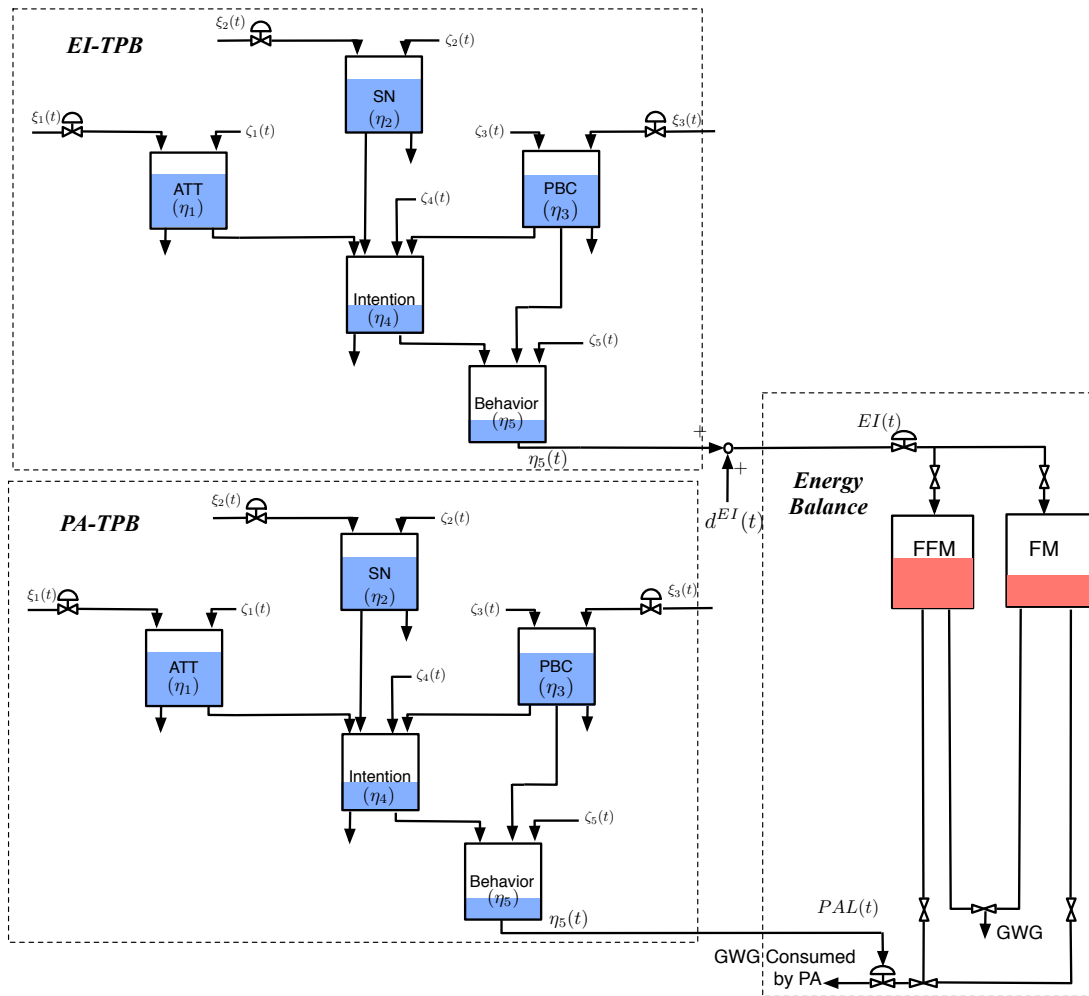 ξ₂(t)
ζ₂(t)
EI-TPB
SN
(η₂)
ξ₁(t)
ζ₁(t)
ζ₃(t)
ξ₃(t)
ATT
(η₁)
PBC
(η₃)
ζ₄(t)
Intention
(η₄)
ζ₅(t)
Behavior
(η₅)
+
η₅(t)
EI(t)
+
d^{EI}(t)
Energy
Balance
FFM
FM
ξ₂(t)
ζ₂(t)
PA-TPB
SN
(η₂)
ξ₁(t)
ζ₁(t)
ζ₃(t)
ξ₃(t)
ATT
(η₁)
PBC
(η₃)
ζ₄(t)
Intention
(η₄)
ζ₅(t)
Behavior
(η₅)
η₅(t)
PAL(t)
GWG
GWG Consumed
by PA